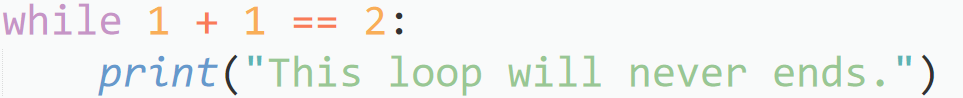 while 1 + 1 == 2:
    print("This loop will never ends.")